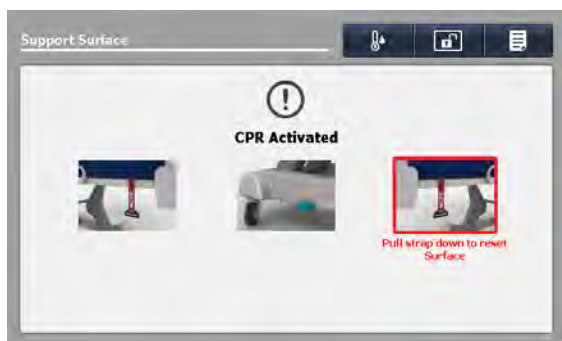 Support Surface
CPR Activated
Pull strap down to reset
Surface